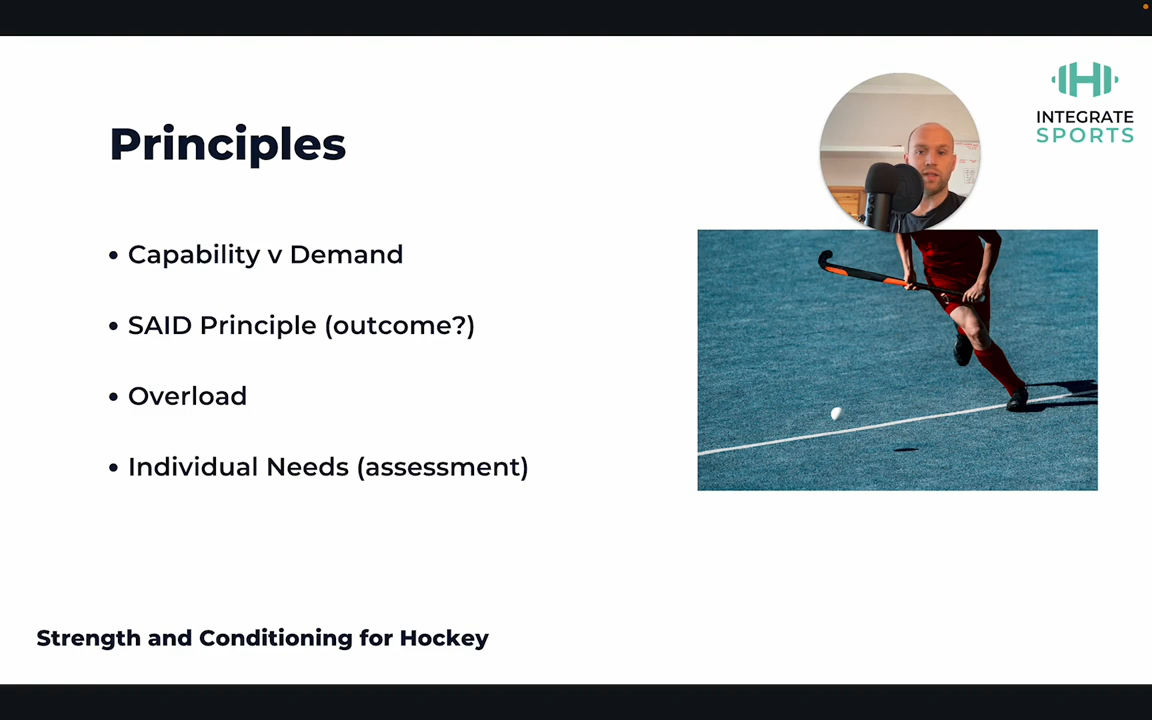 Principles
INTEGRATE
SPORTS
• Capability v Demand
• SAID Principle (outcome?)
• Overload
• Individual Needs (assessment)
Strength and Conditioning for Hockey